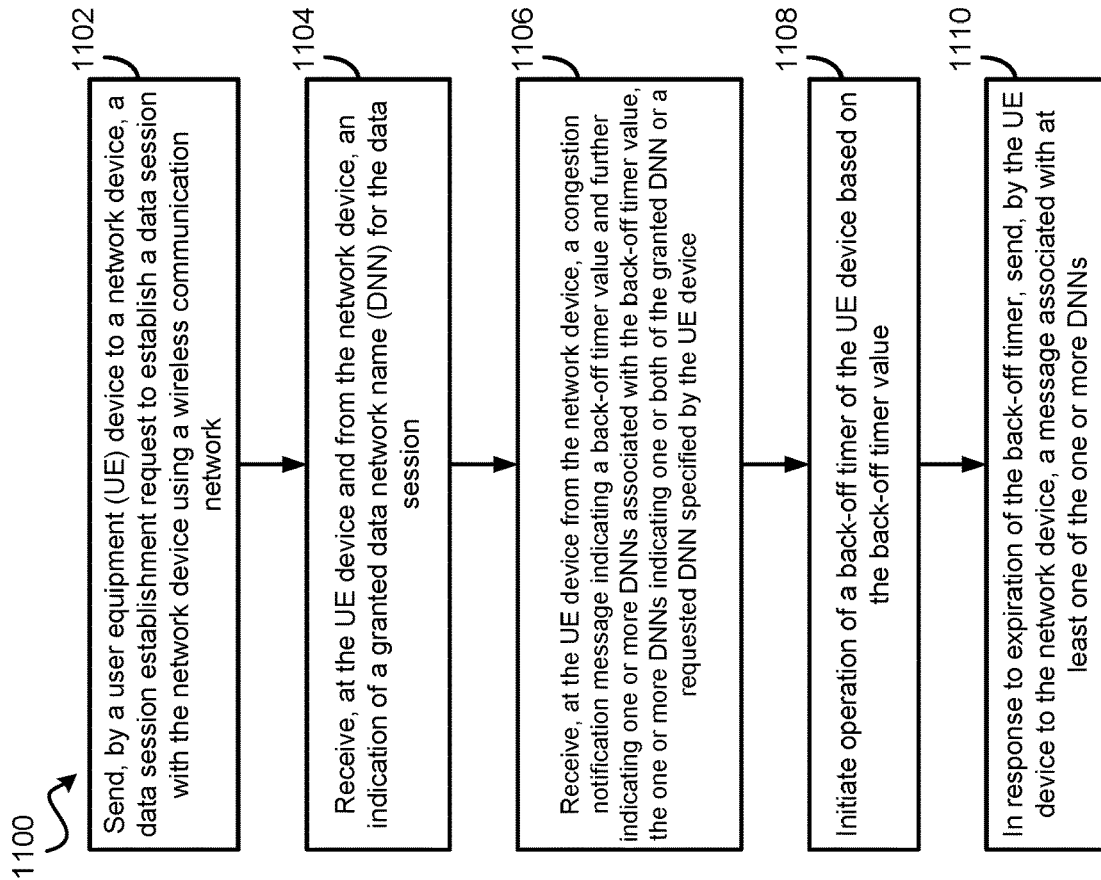 1100
1102
Send, by a user equipment (UE) device to a network device, a
data session establishment request to establish a data session
with the network device using a wireless communication
network
1104
Receive, at the UE device and from the network device, an
indication of a granted data network name (DNN) for the data
session
1106
Receive, at the UE device from the network device, a congestion
notification message indicating a back-off timer value and further
indicating one or more DNNs associated with the back-off timer value,
the one or more DNNs indicating one or both of the granted DNN or a
requested DNN specified by the UE device
1108
Initiate operation of a back-off timer of the UE device based on
the back-off timer value
1110
In response to expiration of the back-off timer, send, by the UE
device to the network device, a message associated with at
least one of the one or more DNNs